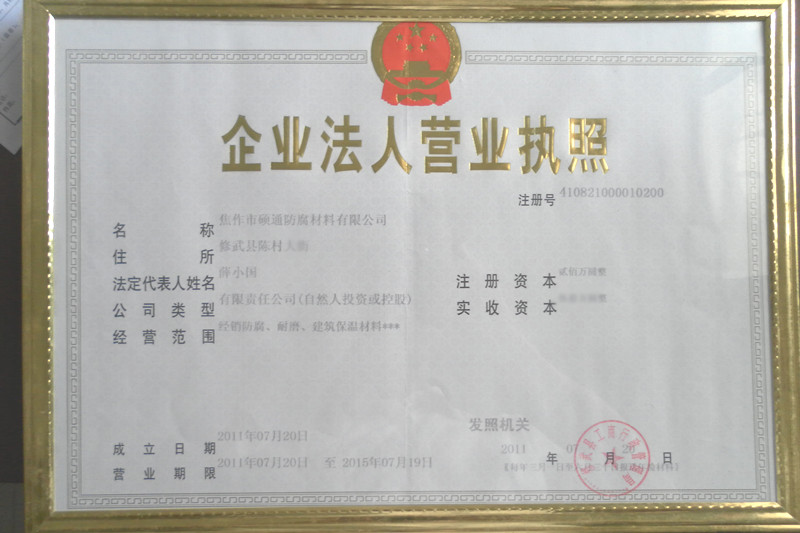 企业法人营业执照
注册号 410821000010200
名称 焦作市硕通防腐材料有限公司
住所 修武县陈村
法定代表人姓名 薛小国
注册资本 贰佰万圆整
公司类型 有限责任公司(自然人投资或控股)
实收资本
经营范围 经销防腐、耐磨、建筑保温材料***
发照机关
成立日期 2011年07月20日
2011 年 07 月 20 日
营业期限 2011年07月20日 至 2015年07月19日